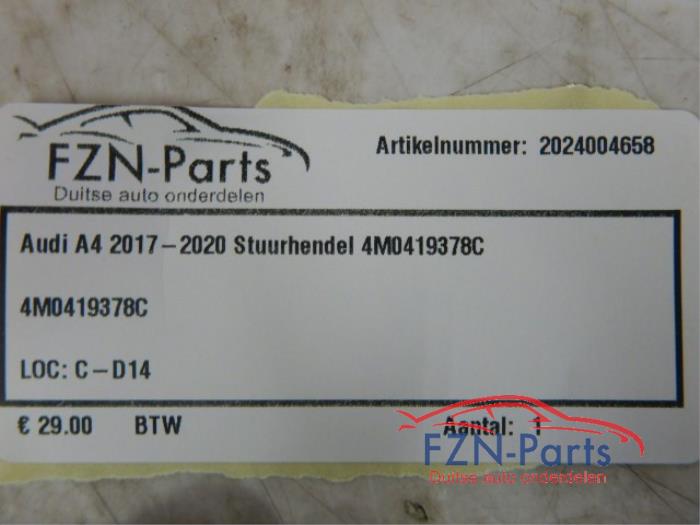 FZN-Parts
Duitse auto onderdelen
Artikelnummer: 2024004658
Audi A4 2017-2020 Stuurhendel 4M0419378C
4M0419378C
LOC: C-D14
€ 29.00 BTW Aantal: 1
FZN-Parts
Duitse auto onderdelen